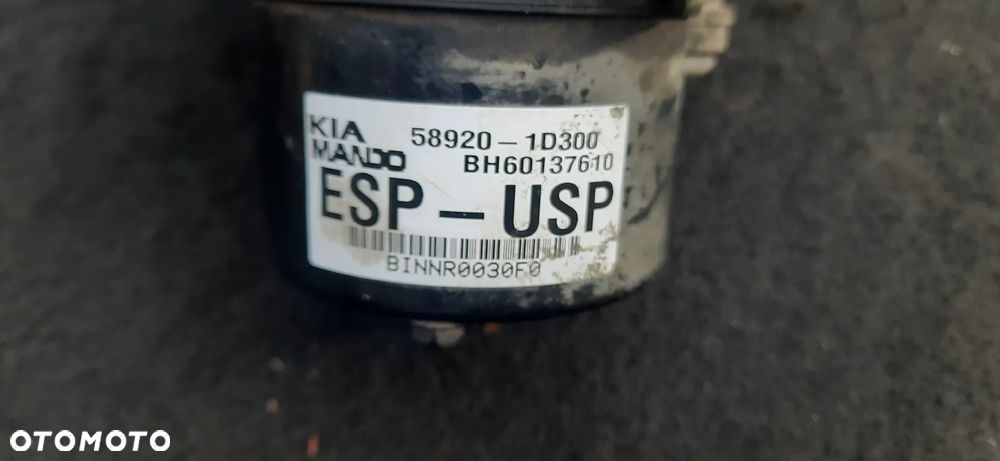 KIA 58920-1D300
MANDO BH60137610
ESP-USP
BINNR0030F0
OTOMOTO